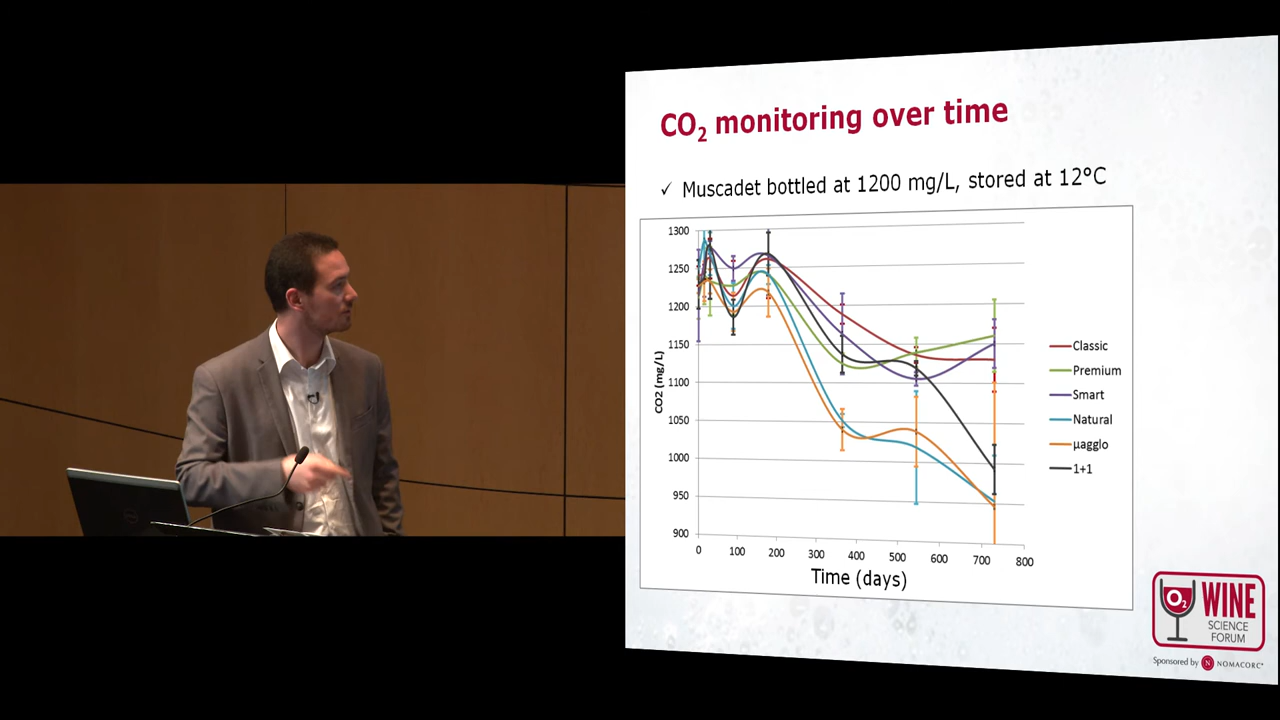 CO2 monitoring over time
✓ Muscadet bottled at 1200 mg/L, stored at 12°C
1300
1250
1200
1150
1100
1050
1000
950
900
CO2 (mg/L)
0 100 200 300 400 500 600 700 800
Time (days)
Classic
Premium
Smart
Natural
µagglo
1+1
O2 WINE
SCIENCE
FORUM
Sponsored by N NOMACORC